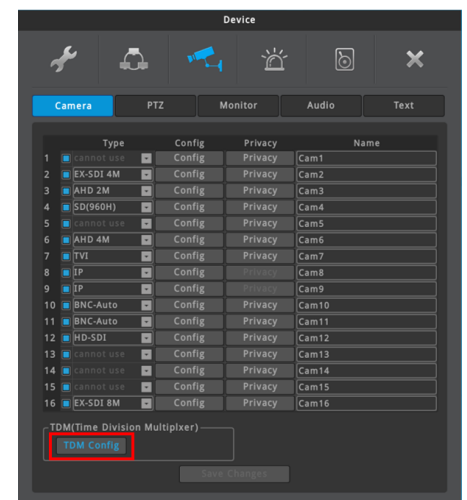 Device
Camera PTZ Monitor Audio Text
Type Config Privacy Name
1 cannot use Config Privacy Cam1
2 EX-SDI 4M Config Privacy Cam2
3 AHD 2M Config Privacy Cam3
4 SD(960H) Config Privacy Cam4
5 cannot use Config Privacy Cam5
6 AHD 4M Config Privacy Cam6
7 TVI Config Privacy Cam7
8 IP Config Privacy Cam8
9 IP Config Privacy Cam9
10 BNC-Auto Config Privacy Cam10
11 BNC-Auto Config Privacy Cam11
12 HD-SDI Config Privacy Cam12
13 cannot use Config Privacy Cam13
14 cannot use Config Privacy Cam14
15 cannot use Config Privacy Cam15
16 EX-SDI 8M Config Privacy Cam16
TDM(Time Division Multiplxer)
TDM Config
Save Changes